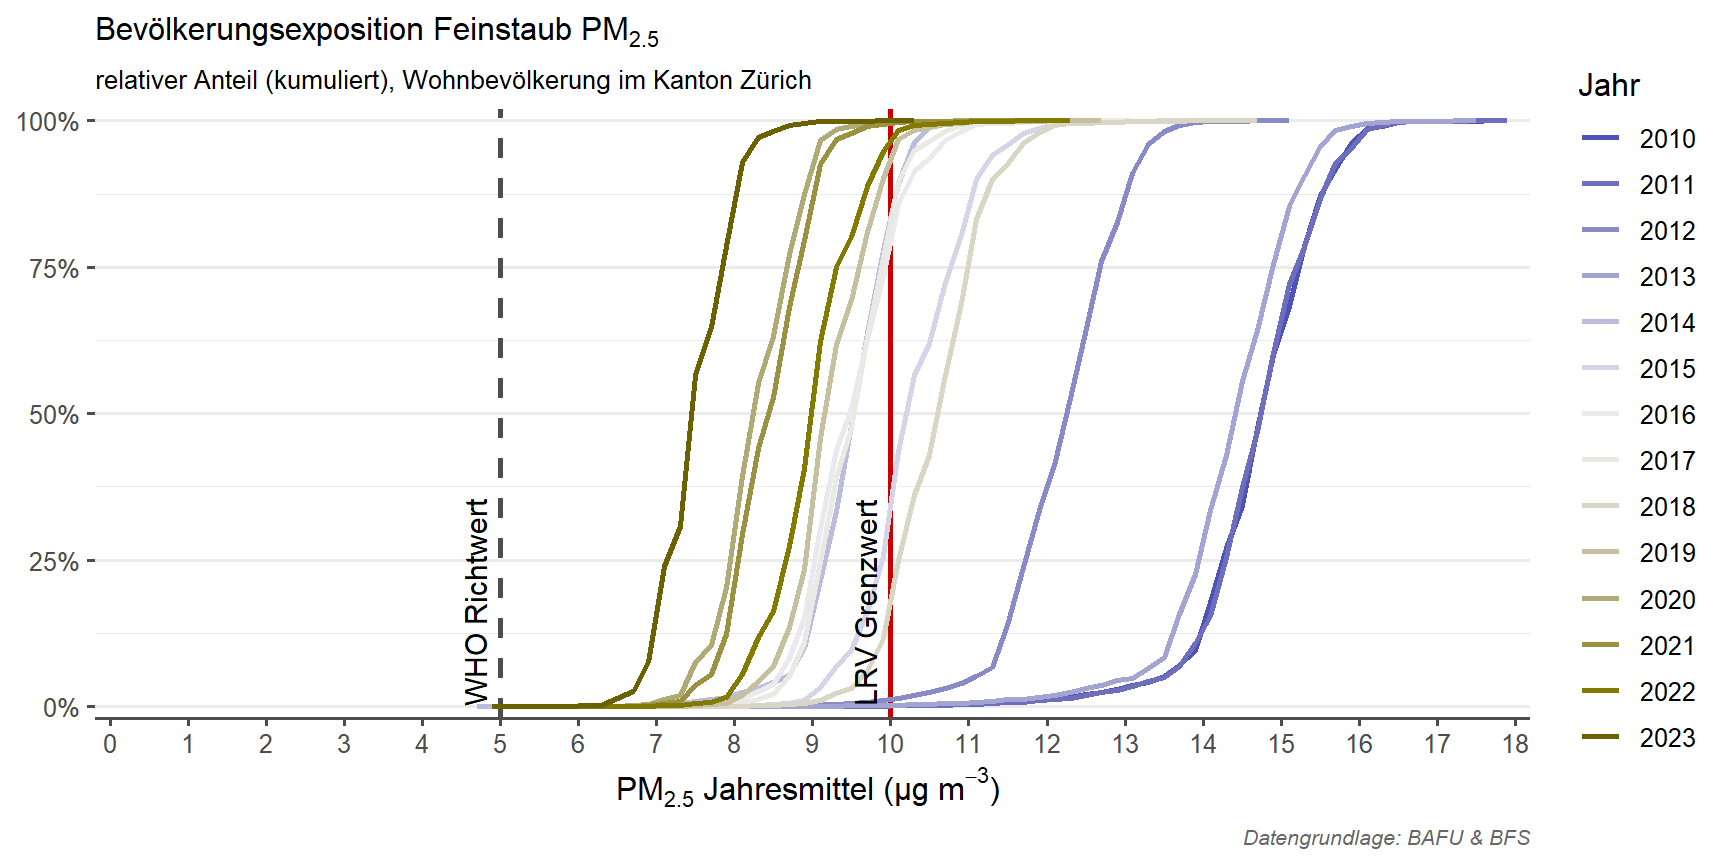 Bevölkerungsexposition Feinstaub PM2.5
relativer Anteil (kumuliert), Wohnbevölkerung im Kanton Zürich
100%
75%
50%
25%
0%
WHO Richtwert
LRV Grenzwert
0 1 2 3 4 5 6 7 8 9 10 11 12 13 14 15 16 17 18
PM2.5 Jahresmittel (µg m−3)
Jahr
2010
2011
2012
2013
2014
2015
2016
2017
2018
2019
2020
2021
2022
2023
Datengrundlage: BAFU & BFS